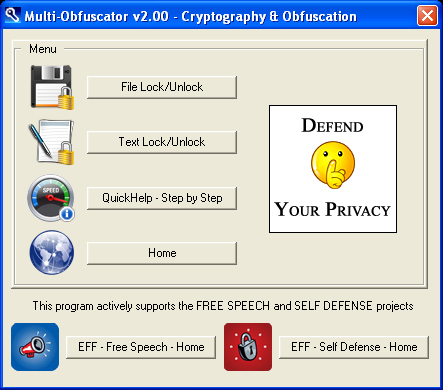 Multi-Obfuscator v2.00 - Cryptography & Obfuscation
Menu
File Lock/Unlock
Text Lock/Unlock
SPEED
QuickHelp - Step by Step
Home
DEFEND
YOUR PRIVACY
This program actively supports the FREE SPEECH and SELF DEFENSE projects
EFF - Free Speech - Home
EFF - Self Defense - Home